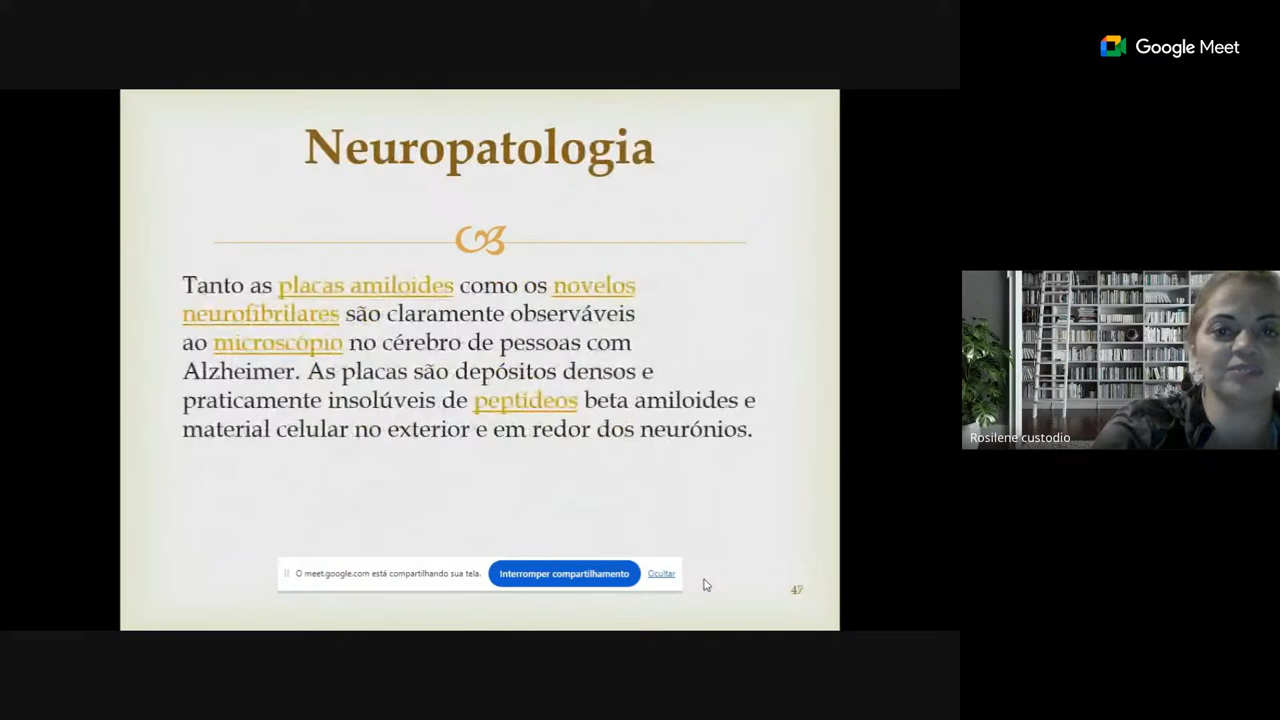 Google Meet
Neuropatologia
Tanto as placas amiloides como os novelos
neurofibrilares são claramente observáveis
ao microscópio no cérebro de pessoas com
Alzheimer. As placas são depósitos densos e
praticamente insolúveis de peptídeos beta amiloides e
material celular no exterior e em redor dos neurónios.
O meet.google.com está compartilhando sua tela. Interromper compartilhamento Ocultar
47
Rosilene custodio